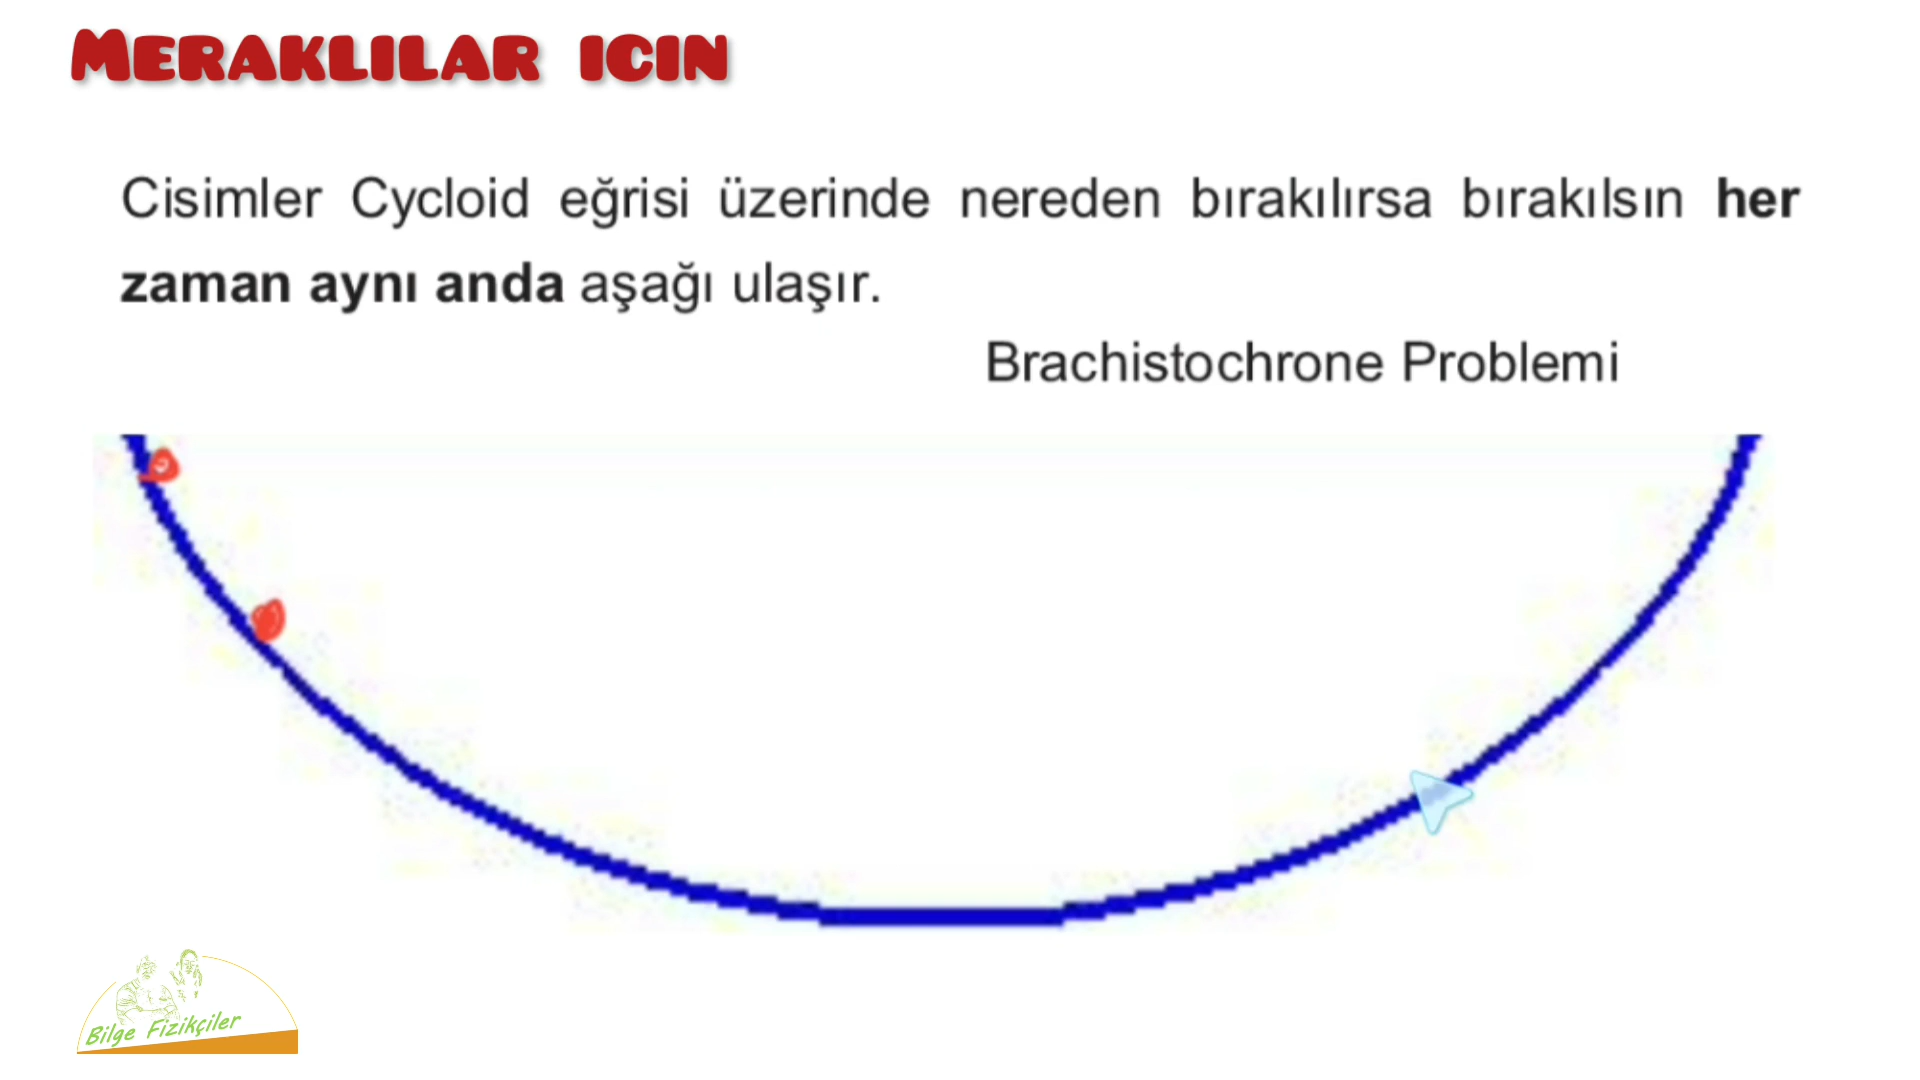 MERAKLILAR ICIN
Cisimler Cycloid eğrisi üzerinde nereden bırakılırsa bırakılsın her
zaman aynı anda aşağı ulaşır.
Brachistochrone Problemi
Bilge Fizikçiler